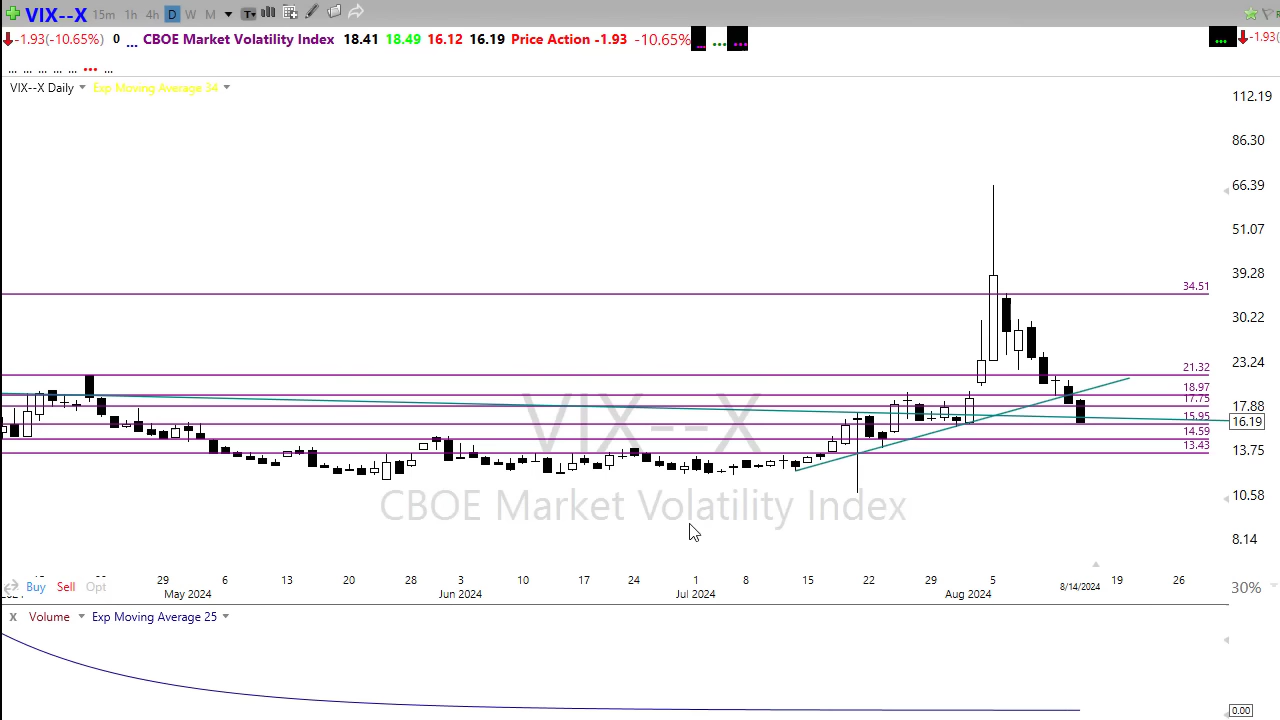 VIX--X 15m 1h 4h D W M T
-1.93(-10.65%) 0 ... CBOE Market Volatility Index 18.41 18.49 16.12 16.19 Price Action -1.93 -10.65% ... ... ... ... -1.93(
... ... ... ... ... ... ...
VIX--X Daily Exp Moving Average 34
112.19
86.30
66.39
51.07
39.28
34.51
30.22
23.24
21.32
18.97
17.75
17.88
15.95
16.19
14.59
13.43
13.75
10.58
8.14
VIX--X
CBOE Market Volatility Index
29 6 13 20 28 3 10 17 24 1 8 15 22 29 5 8/14/2024 19 26
Buy Sell Opt 30%
May 2024 Jun 2024 Jul 2024 Aug 2024
X Volume Exp Moving Average 25
0.00